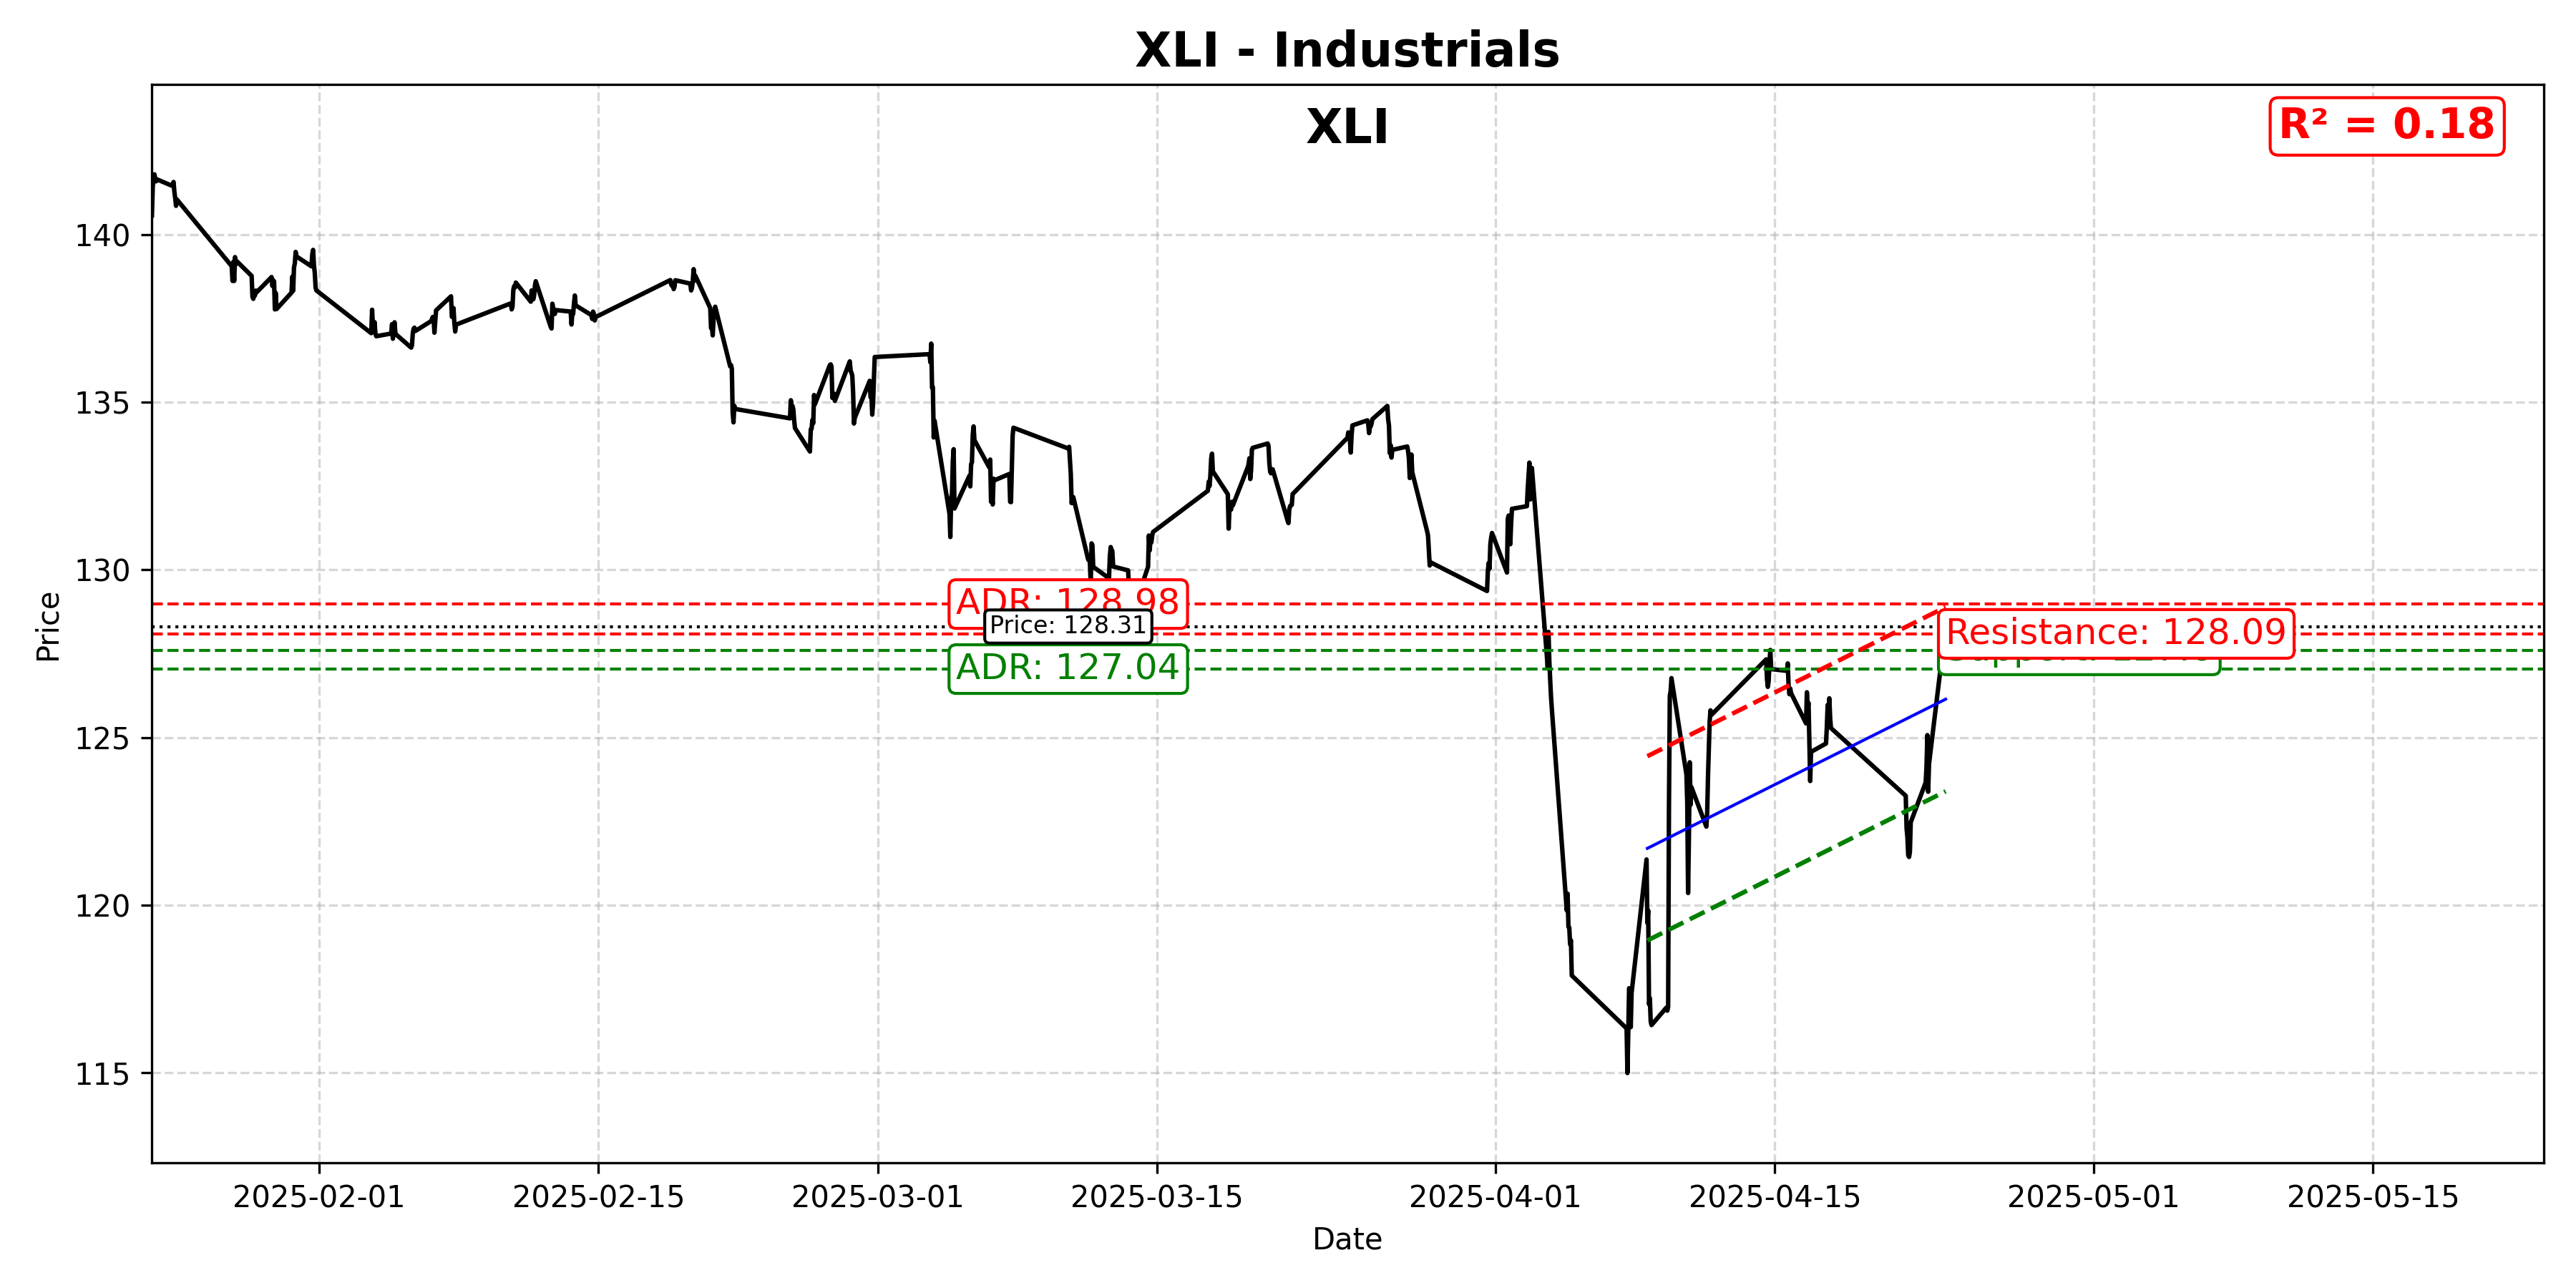 XLI - Industrials
XLI
R² = 0.18
140
135
130
125
120
115
Price
ADR: 128.98
Price: 128.31
ADR: 127.04
Resistance: 128.09
2025-02-01
2025-02-15
2025-03-01
2025-03-15
2025-04-01
2025-04-15
2025-05-01
2025-05-15
Date